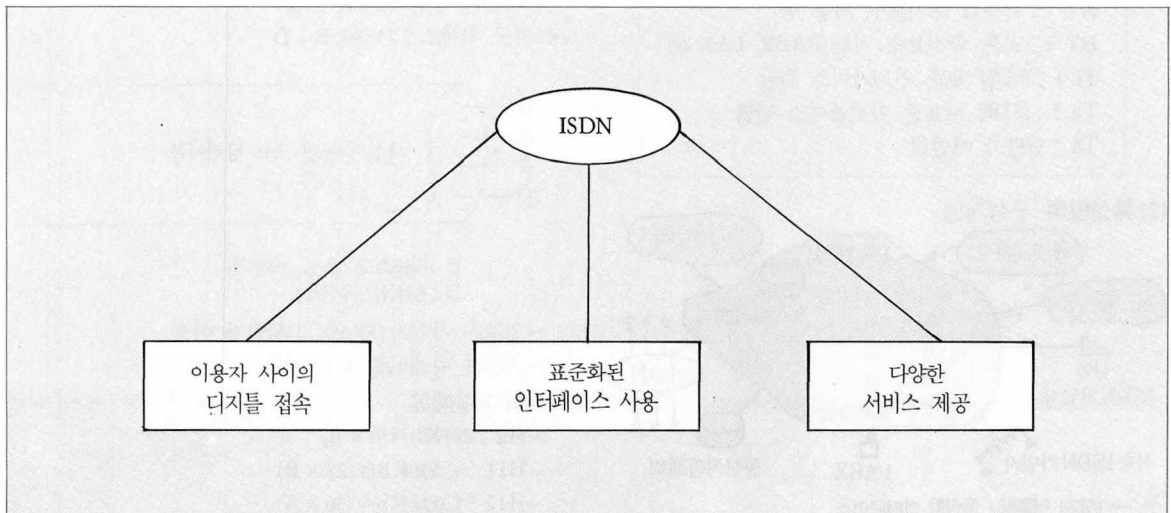 ISDN
이용자 사이의
디지틀 접속
표준화된
인터페이스 사용
다양한
서비스 제공